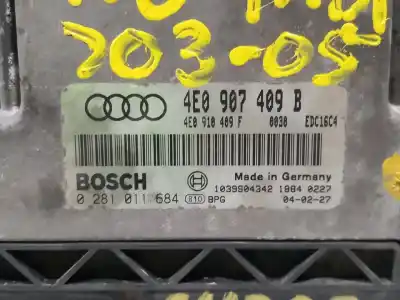 203-05
4E0 907 409 B
4E0 910 409 F 0030 EDC16C4
BOSCH
Made in Germany
1039S04342 1984 0227
0 281 011 684 E10 BPG 04-02-27